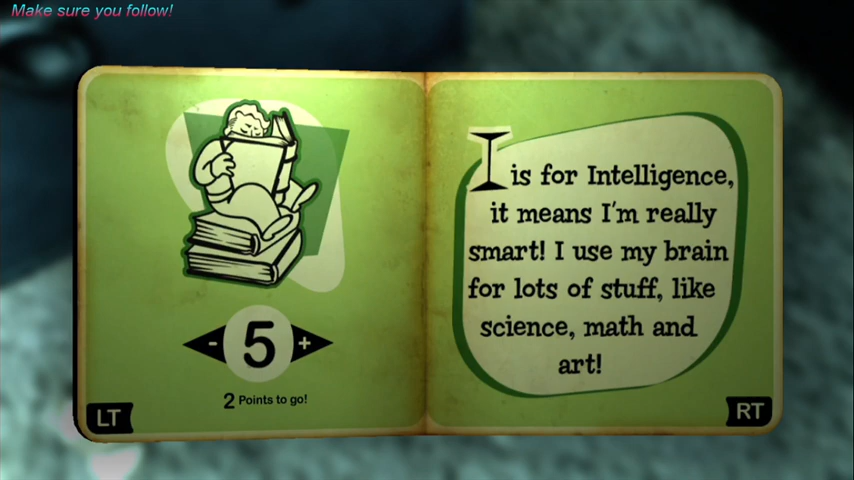 Make sure you follow!
I is for Intelligence,
it means I'm really
smart! I use my brain
for lots of stuff, like
science, math and
art!
- 5 +
2 Points to go!
LT
RT